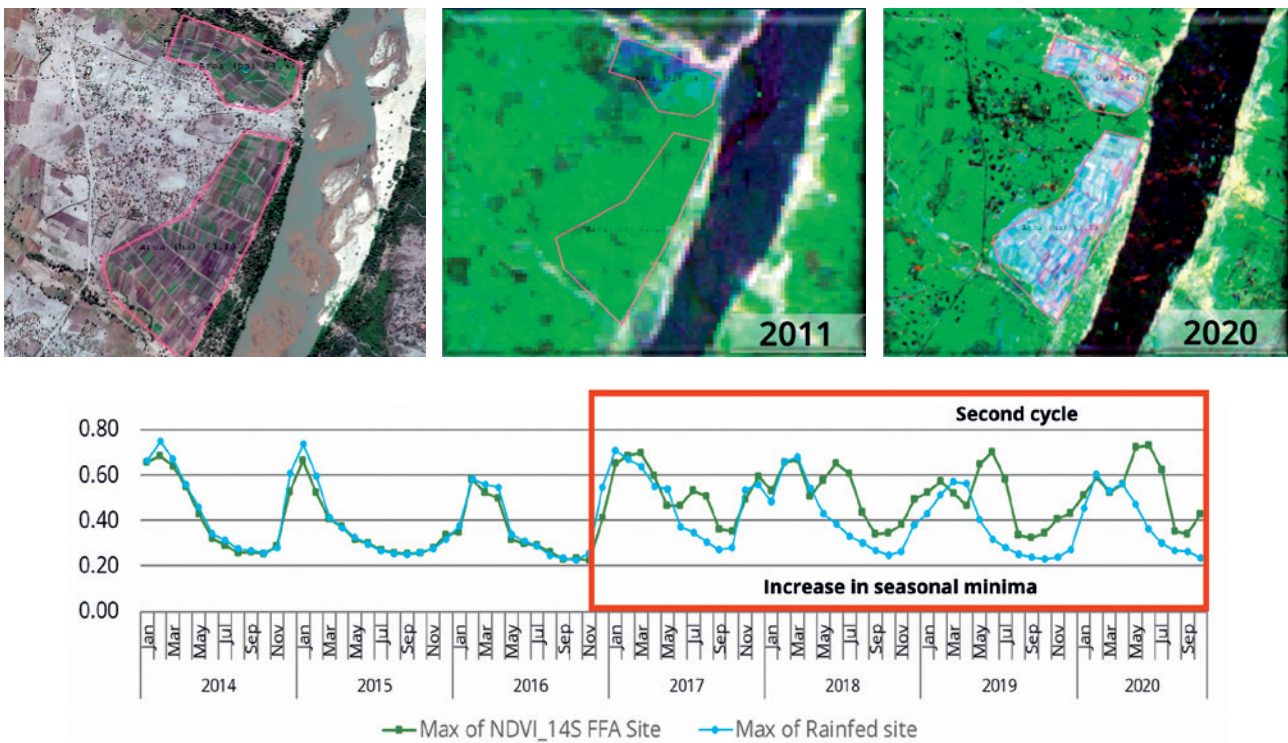 2011
2020
Second cycle
0.80
0.60
0.40
0.20
0.00
Increase in seasonal minima
Jan Mar May Jul Sep Nov Jan Mar May Jul Sep Nov Jan Mar May Jul Sep Nov Jan Mar May Jul Sep Nov Jan Mar May Jul Sep Nov Jan Mar May Jul Sep Nov Jan Mar May Jul Sep
2014 2015 2016 2017 2018 2019 2020
Max of NDVI_14S FFA Site Max of Rainfed site